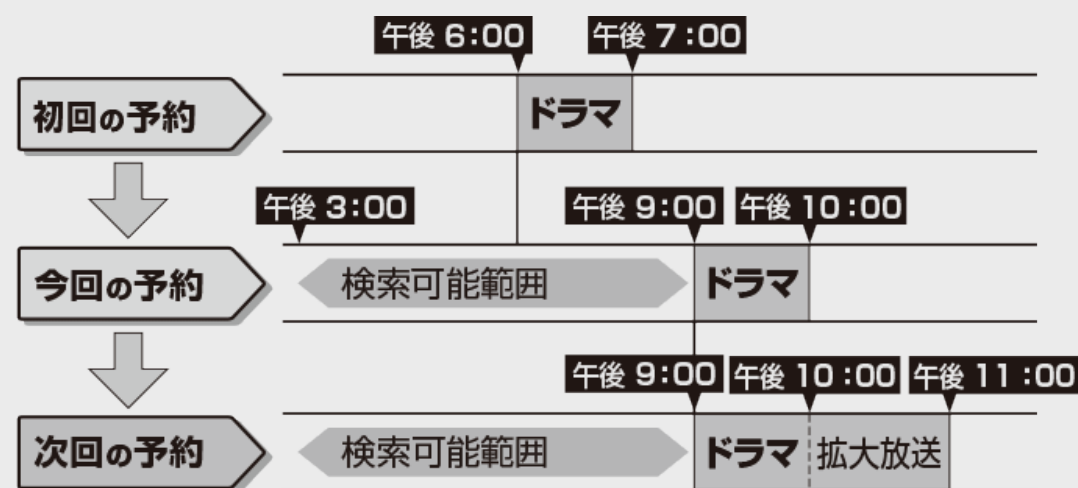 午後 6:00 午後 7:00
初回の予約 ドラマ
午後 3:00 午後 9:00 午後 10:00
今回の予約 検索可能範囲 ドラマ
午後 9:00 午後 10:00 午後 11:00
次回の予約 検索可能範囲 ドラマ 拡大放送